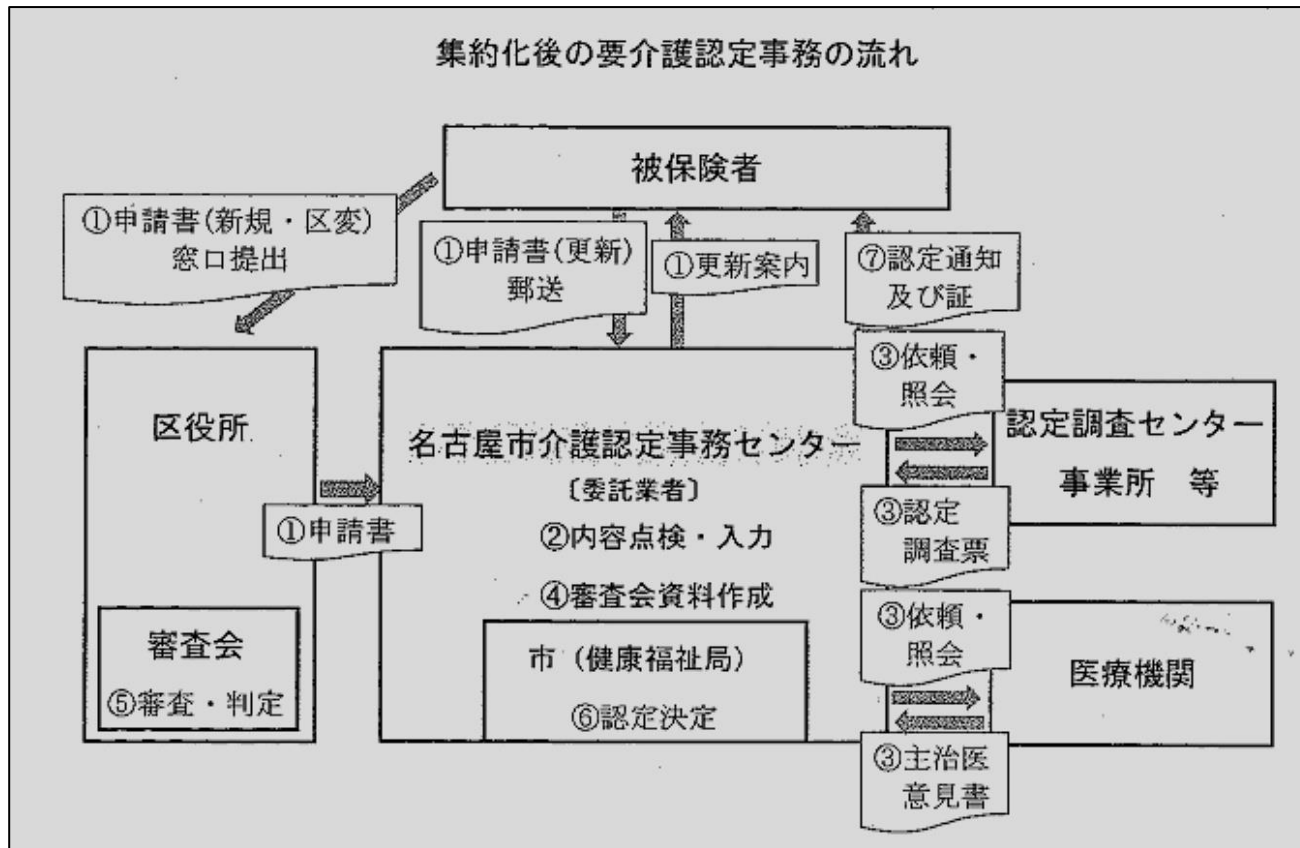 集約化後の要介護認定事務の流れ
被保険者
①申請書(新規・区変)
窓口提出
①申請書(更新)
郵送
①更新案内
⑦認定通知
及び証
区役所
①申請書
審査会
⑤審査・判定
名古屋市介護認定事務センター
〔委託業者〕
②内容点検・入力
④審査会資料作成
市（健康福祉局）
⑥認定決定
③依頼・
照会
認定調査センター
事業所 等
③認定
調査票
③依頼・
照会
医療機関
③主治医
意見書